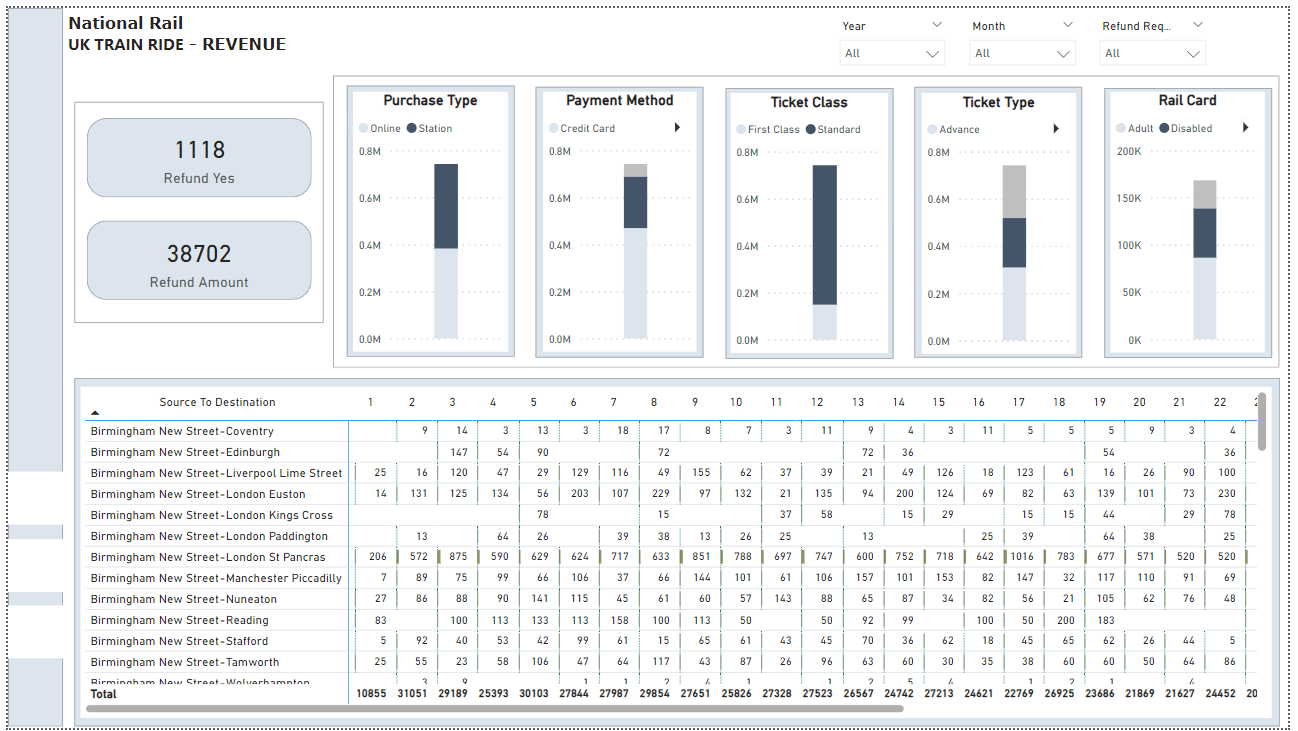 National Rail
UK TRAIN RIDE - REVENUE
Year Month Refund Req...
All All All
1118
Refund Yes
38702
Refund Amount
Purchase Type
Online Station
0.8M
0.6M
0.4M
0.2M
0.0M
Payment Method
Credit Card
0.8M
0.6M
0.4M
0.2M
0.0M
Ticket Class
First Class Standard
0.8M
0.6M
0.4M
0.2M
0.0M
Ticket Type
Advance
0.8M
0.6M
0.4M
0.2M
0.0M
Rail Card
Adult Disabled
200K
150K
100K
50K
0K
Source To Destination 1 2 3 4 5 6 7 8 9 10 11 12 13 14 15 16 17 18 19 20 21 22
Birmingham New Street-Coventry 9 14 3 13 3 18 17 8 7 3 11 9 4 3 11 5 5 5 9 3 4
Birmingham New Street-Edinburgh 147 54 90 72 72 36 54 36
Birmingham New Street-Liverpool Lime Street 25 16 120 47 29 129 116 49 155 62 37 39 21 49 126 18 123 61 16 26 90 100
Birmingham New Street-London Euston 14 131 125 134 56 203 107 229 97 132 21 135 94 200 124 69 82 63 139 101 73 230
Birmingham New Street-London Kings Cross 78 15 37 58 15 29 15 15 44 29 78
Birmingham New Street-London Paddington 13 64 26 39 38 13 26 25 13 25 39 64 38 25
Birmingham New Street-London St Pancras 206 572 875 590 629 624 717 633 851 788 697 747 600 752 718 642 1016 783 677 571 520 520
Birmingham New Street-Manchester Piccadilly 7 89 75 99 66 106 37 66 144 101 61 106 157 101 153 82 147 32 117 110 91 69
Birmingham New Street-Nuneaton 27 86 88 90 141 115 45 61 60 57 143 88 65 87 34 82 56 21 105 62 76 48
Birmingham New Street-Reading 83 100 113 133 113 158 100 113 50 50 92 99 100 50 200 183
Birmingham New Street-Stafford 5 92 40 53 42 99 61 15 65 61 43 45 70 36 62 18 45 65 62 26 44 5
Birmingham New Street-Tamworth 25 55 23 58 106 47 64 117 43 87 26 96 63 60 30 35 38 60 60 50 64 86
Birmingham New Street-Wolverhampton
Total 10855 31051 29189 25393 30103 27844 27987 29854 27651 25826 27328 27523 26567 24742 27213 24621 22769 26925 23686 21869 21627 24452 20